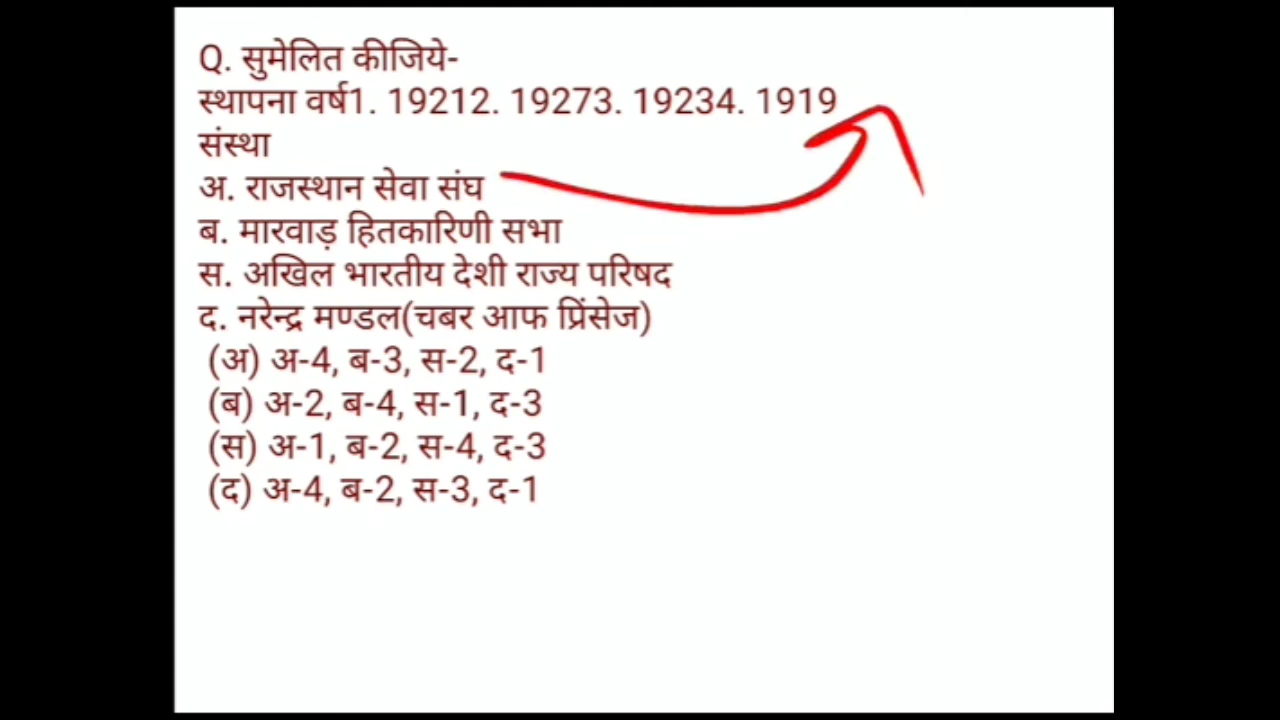 Q. सुमेलित कीजिये-
स्थापना वर्ष1. 19212. 19273. 19234. 1919
संस्था
अ. राजस्थान सेवा संघ
ब. मारवाड़ हितकारिणी सभा
स. अखिल भारतीय देशी राज्य परिषद
द. नरेन्द्र मण्डल(चबर आफ प्रिंसेज)
(अ) अ-4, ब-3, स-2, द-1
(ब) अ-2, ब-4, स-1, द-3
(स) अ-1, ब-2, स-4, द-3
(द) अ-4, ब-2, स-3, द-1